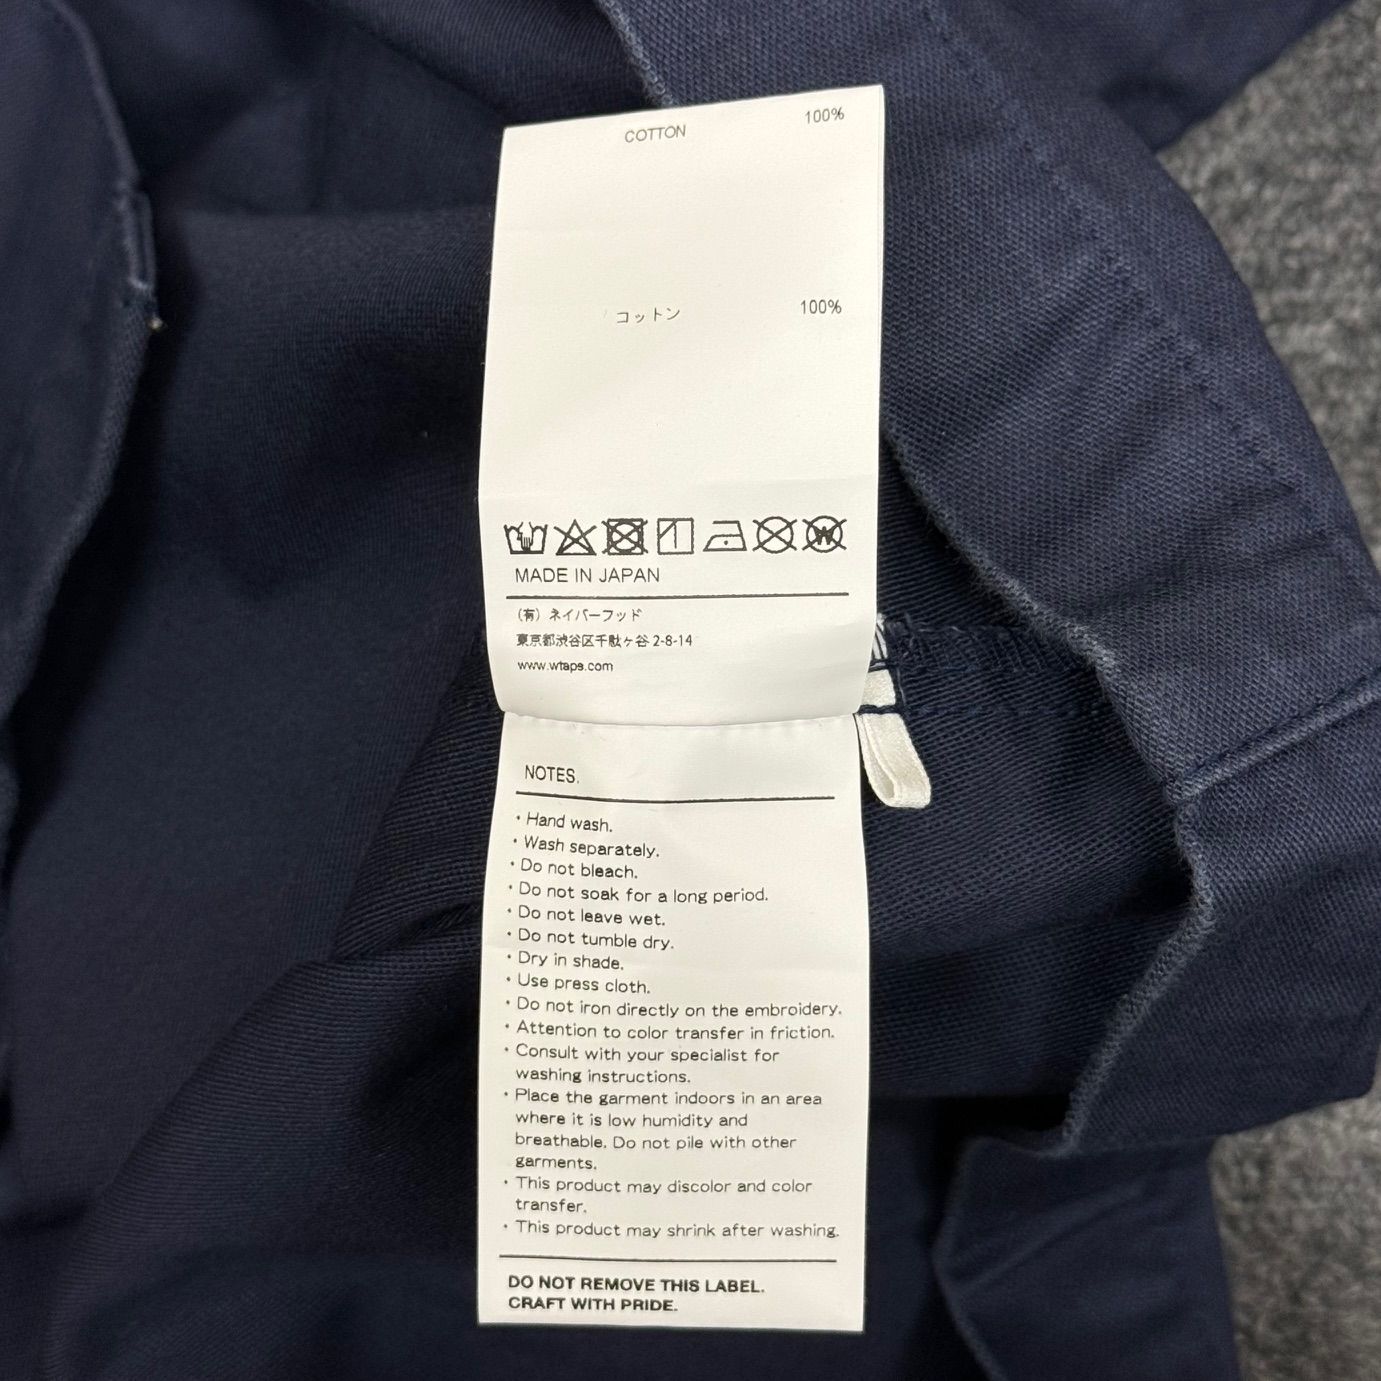 COTTON 100%
コットン 100%
W
MADE IN JAPAN
(有) ネイバーフッド
東京都渋谷区千駄ヶ谷 2-8-14
www.wtaps.com
NOTES.
・Hand wash.
・Wash separately.
・Do not bleach.
・Do not soak for a long period.
・Do not leave wet.
・Do not tumble dry.
・Dry in shade.
・Use press cloth.
・Do not iron directly on the embroidery.
・Attention to color transfer in friction.
・Consult with your specialist for
washing instructions.
・Place the garment indoors in an area
where it is low humidity and
breathable. Do not pile with other
garments.
・This product may discolor and color
transfer.
・This product may shrink after washing.
DO NOT REMOVE THIS LABEL.
CRAFT WITH PRIDE.